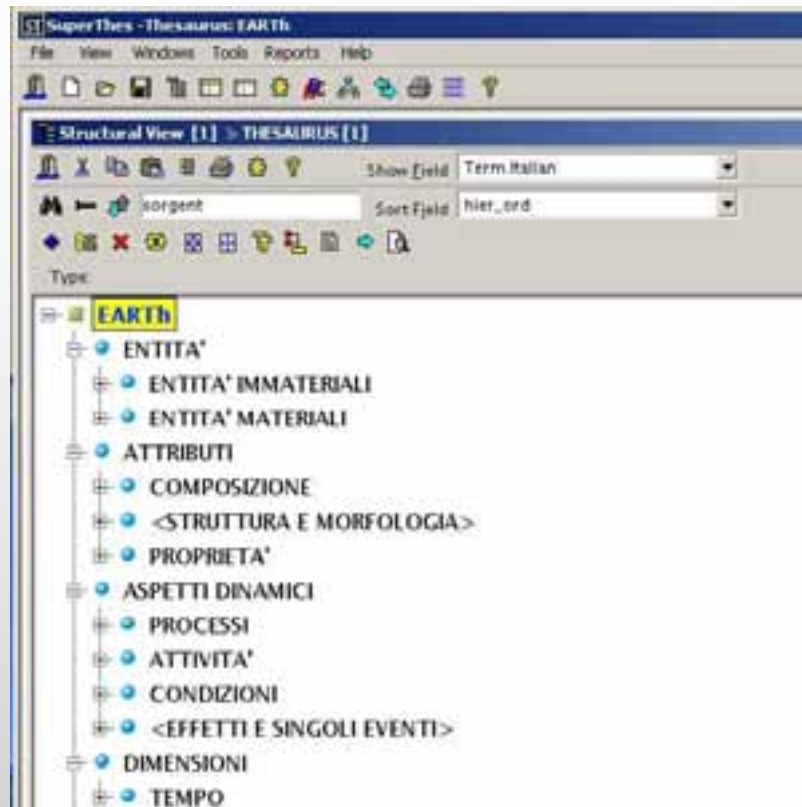 SuperThes - Thesaurus: EARTh
File View Windows Tools Reports Help
Structural View [1] > THESAURUS [1]
Show Field Term.Italian
sorgent Sort Field hier_ord
Type:
EARTh
ENTITA'
ENTITA' IMMATERIALI
ENTITA' MATERIALI
ATTRIBUTI
COMPOSIZIONE
<STRUTTURA E MORFOLOGIA>
PROPRIETA'
ASPETTI DINAMICI
PROCESSI
ATTIVITA'
CONDIZIONI
<EFFETTI E SINGOLI EVENTI>
DIMENSIONI
TEMPO